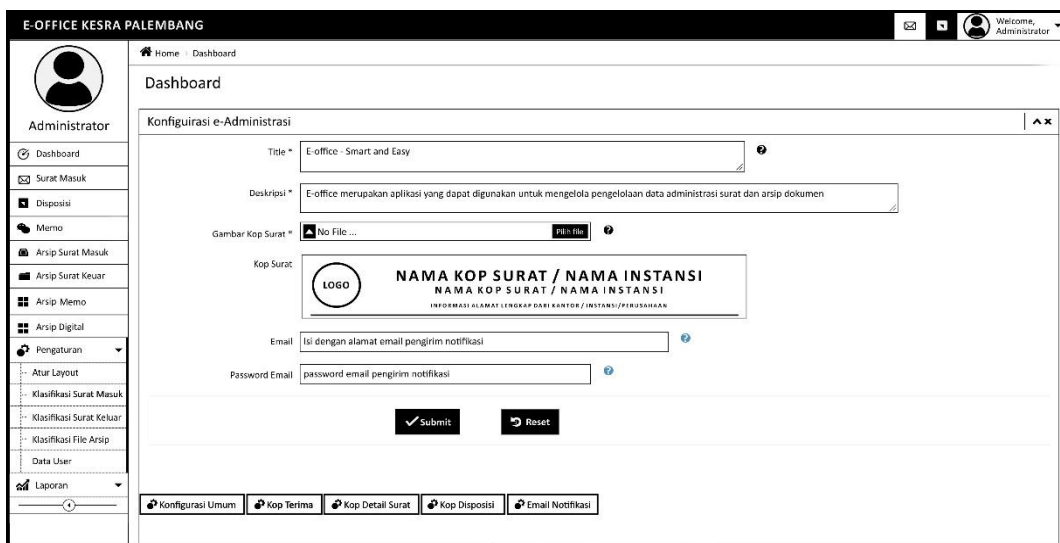 E-OFFICE KESRA PALEMBANG
Welcome,
Administrator
Administrator
Dashboard
Surat Masuk
Disposisi
Memo
Arsip Surat Masuk
Arsip Surat Keuar
Arsip Memo
Arsip Digital
Pengaturan
Atur Layout
Klasifikasi Surat Masuk
Klasifikasi Surat Keluar
Klasifikasi File Arsip
Data User
Laporan
Home Dashboard
Dashboard
Konfiguirasi e-Administrasi
Title * E-office - Smart and Easy
Deskripsi * E-office merupakan aplikasi yang dapat digunakan untuk mengelola pengelolaan data administrasi surat dan arsip dokumen
Gambar Kop Surat * No File ... Pilih file
Kop Surat
LOGO
NAMA KOP SURAT / NAMA INSTANSI
NAMA KOP SURAT / NAMA INSTANSI
INFORMASI ALAMAT LENGKAP DARI KANTOR / INSTANSI/PERUSAHAAN
Email Isi dengan alamat email pengirim notifikasi
Password Email password email pengirim notifikasi
Submit Reset
Konfigurasi Umum Kop Terima Kop Detail Surat Kop Disposisi Email Notifikasi